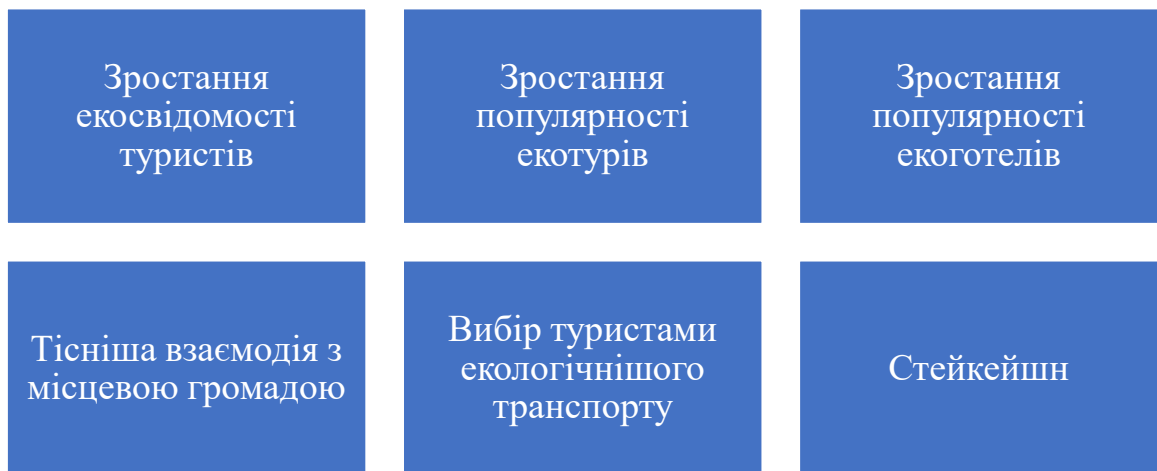 Зростання
екосвідомості
туристів
Зростання
популярності
екотурів
Зростання
популярності
екоготелів
Тісніша взаємодія з
місцевою громадою
Вибір туристами
екологічнішого
транспорту
Стейкейшн